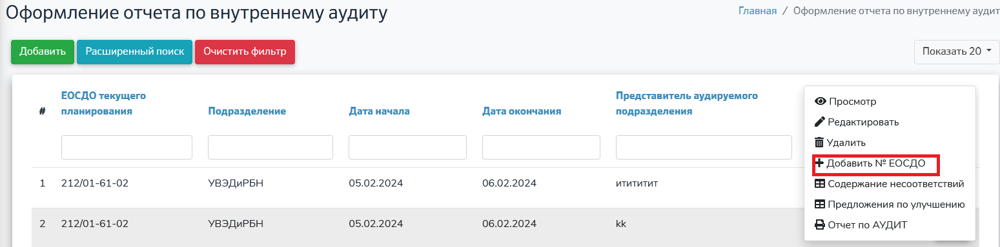 Оформление отчета по внутреннему аудиту
Главная / Оформление отчета по внутреннему аудит
Добавить Расширенный поиск Очистить фильтр
Показать 20
# ЕОСДО текущего планирования Подразделение Дата начала Дата окончания Представитель аудируемого подразделения
1 212/01-61-02 УВЭДиРБН 05.02.2024 06.02.2024 итититит
2 212/01-61-02 УВЭДиРБН 05.02.2024 06.02.2024 kk
Просмотр
Редактировать
Удалить
Добавить № ЕОСДО
Содержание несоответствий
Предложения по улучшению
Отчет по АУДИТ